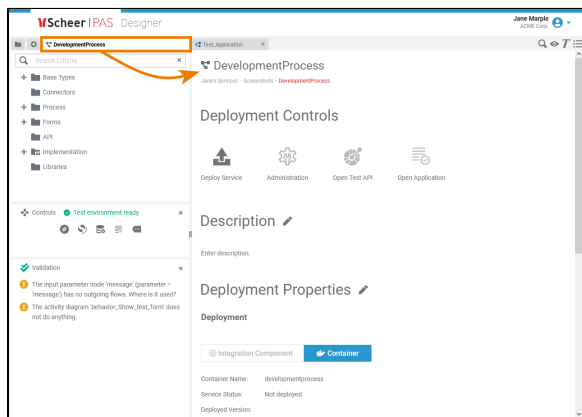 Scheer PAS Designer
Jane Marple
ACME Corp.
DevelopmentProcess
Test_Application
Search Criteria
Base Types
Connectors
Process
Forms
API
Implementation
Libraries
Controls Test environment ready
Validation
The input parameter node 'message' (parameter =
'message') has no outgoing flows. Where is it used?
The activity diagram 'behavior_Show_test_form' does
not do anything.
DevelopmentProcess
Jane's Services - Screenshots - DevelopmentProcess
Deployment Controls
Deploy Service Administration Open Test API Open Application
Description
Enter description.
Deployment Properties
Deployment
Integration Component Container
Container Name: developmentprocess
Service Status: Not deployed
Deployed Version: